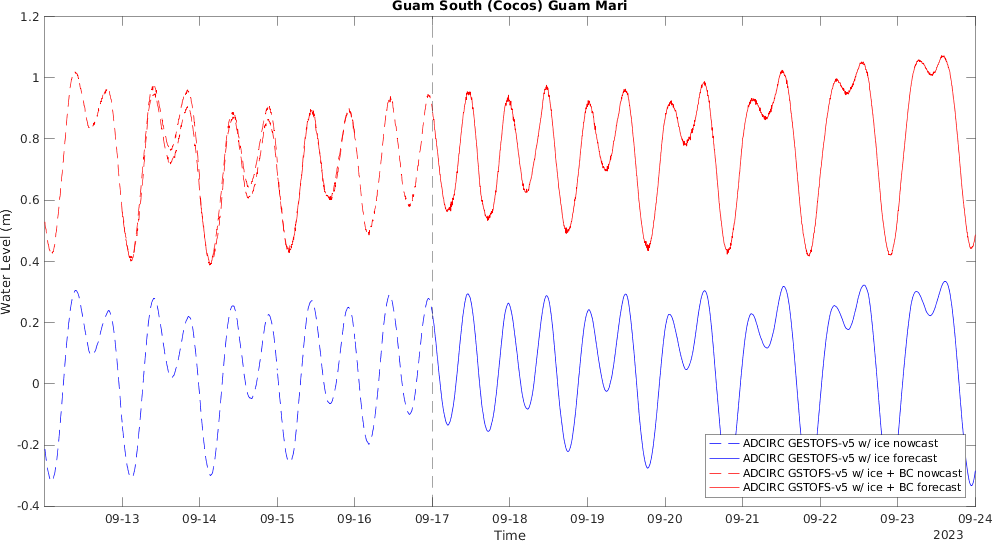 Guam South (Cocos) Guam Mari
1.2
1
0.8
0.6
0.4
0.2
0
-0.2
-0.4
Water Level (m)
ADCIRC GESTOFS-v5 w/ ice nowcast
ADCIRC GESTOFS-v5 w/ ice forecast
ADCIRC GSTOFS-v5 w/ ice + BC nowcast
ADCIRC GSTOFS-v5 w/ ice + BC forecast
09-13 09-14 09-15 09-16 09-17 09-18 09-19 09-20 09-21 09-22 09-23 09-24
Time
2023